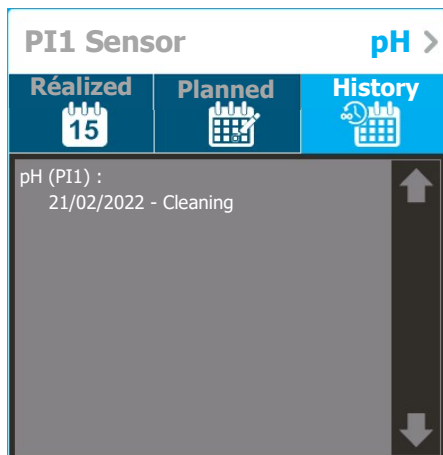 PI1 Sensor pH >
Réalized Planned History
15
pH (PI1) :
21/02/2022 - Cleaning